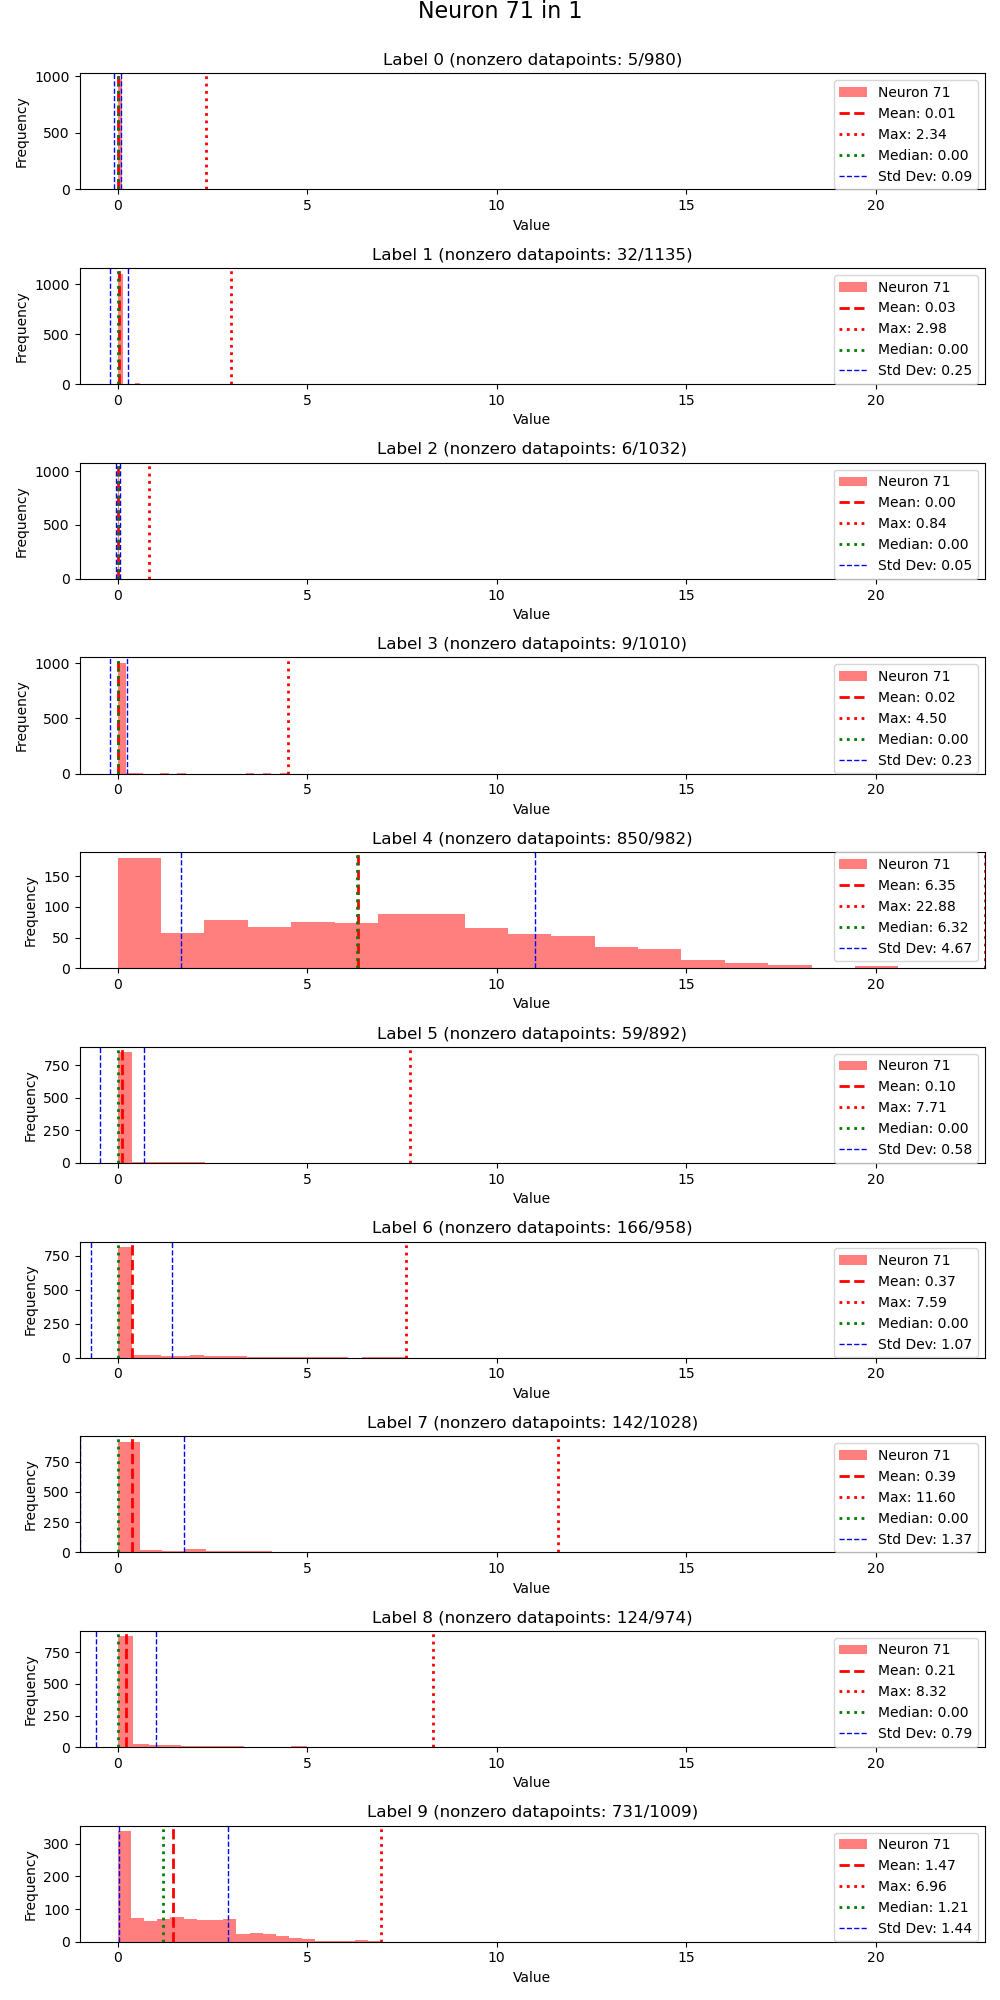 Neuron 71 in 1
Label 0 (nonzero datapoints: 5/980)
1000
500
0
Frequency
Neuron 71
Mean: 0.01
Max: 2.34
Median: 0.00
Std Dev: 0.09
0 5 10 15 20
Value
Label 1 (nonzero datapoints: 32/1135)
1000
500
0
Frequency
Neuron 71
Mean: 0.03
Max: 2.98
Median: 0.00
Std Dev: 0.25
0 5 10 15 20
Value
Label 2 (nonzero datapoints: 6/1032)
1000
500
0
Frequency
Neuron 71
Mean: 0.00
Max: 0.84
Median: 0.00
Std Dev: 0.05
0 5 10 15 20
Value
Label 3 (nonzero datapoints: 9/1010)
1000
500
0
Frequency
Neuron 71
Mean: 0.02
Max: 4.50
Median: 0.00
Std Dev: 0.23
0 5 10 15 20
Value
Label 4 (nonzero datapoints: 850/982)
150
100
50
0
Frequency
Neuron 71
Mean: 6.35
Max: 22.88
Median: 6.32
Std Dev: 4.67
0 5 10 15 20
Value
Label 5 (nonzero datapoints: 59/892)
750
500
250
0
Frequency
Neuron 71
Mean: 0.10
Max: 7.71
Median: 0.00
Std Dev: 0.58
0 5 10 15 20
Value
Label 6 (nonzero datapoints: 166/958)
750
500
250
0
Frequency
Neuron 71
Mean: 0.37
Max: 7.59
Median: 0.00
Std Dev: 1.07
0 5 10 15 20
Value
Label 7 (nonzero datapoints: 142/1028)
750
500
250
0
Frequency
Neuron 71
Mean: 0.39
Max: 11.60
Median: 0.00
Std Dev: 1.37
0 5 10 15 20
Value
Label 8 (nonzero datapoints: 124/974)
750
500
250
0
Frequency
Neuron 71
Mean: 0.21
Max: 8.32
Median: 0.00
Std Dev: 0.79
0 5 10 15 20
Value
Label 9 (nonzero datapoints: 731/1009)
300
200
100
0
Frequency
Neuron 71
Mean: 1.47
Max: 6.96
Median: 1.21
Std Dev: 1.44
0 5 10 15 20
Value